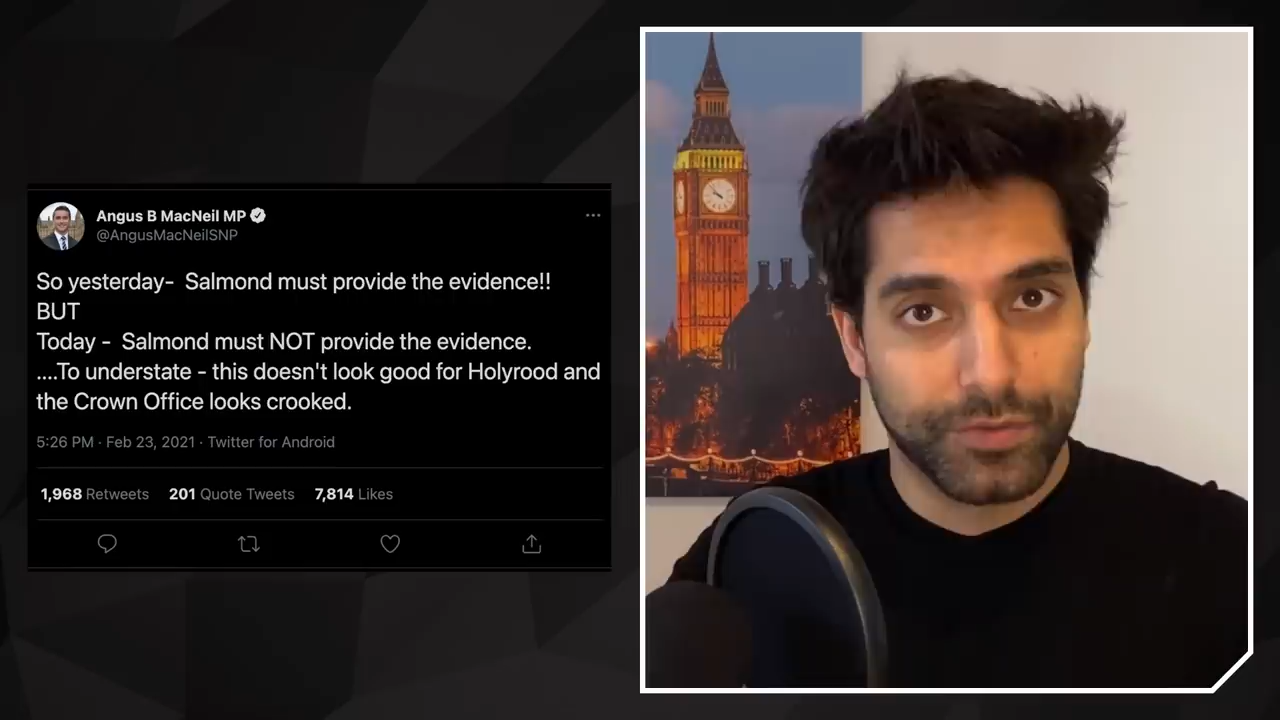 Angus B MacNeil MP
@AngusMacNeilSNP
So yesterday- Salmond must provide the evidence!!
BUT
Today - Salmond must NOT provide the evidence.
....To understate - this doesn't look good for Holyrood and
the Crown Office looks crooked.
5:26 PM · Feb 23, 2021 · Twitter for Android
1,968 Retweets 201 Quote Tweets 7,814 Likes